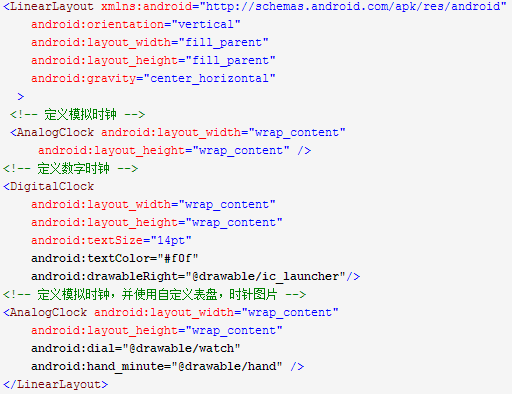 <LinearLayout xmlns:android="http://schemas.android.com/apk/res/android"
    android:orientation="vertical"
    android:layout_width="fill_parent"
    android:layout_height="fill_parent"
    android:gravity="center_horizontal"
  >
 <!-- 定义模拟时钟 -->
 <AnalogClock android:layout_width="wrap_content"
     android:layout_height="wrap_content" />
<!-- 定义数字时钟 -->
<DigitalClock
    android:layout_width="wrap_content"
    android:layout_height="wrap_content"
    android:textSize="14pt"
    android:textColor="#f0f"
    android:drawableRight="@drawable/ic_launcher"/>
<!-- 定义模拟时钟，并使用自定义表盘，时针图片 -->
<AnalogClock android:layout_width="wrap_content"
    android:layout_height="wrap_content"
    android:dial="@drawable/watch"
    android:hand_minute="@drawable/hand" />
</LinearLayout>